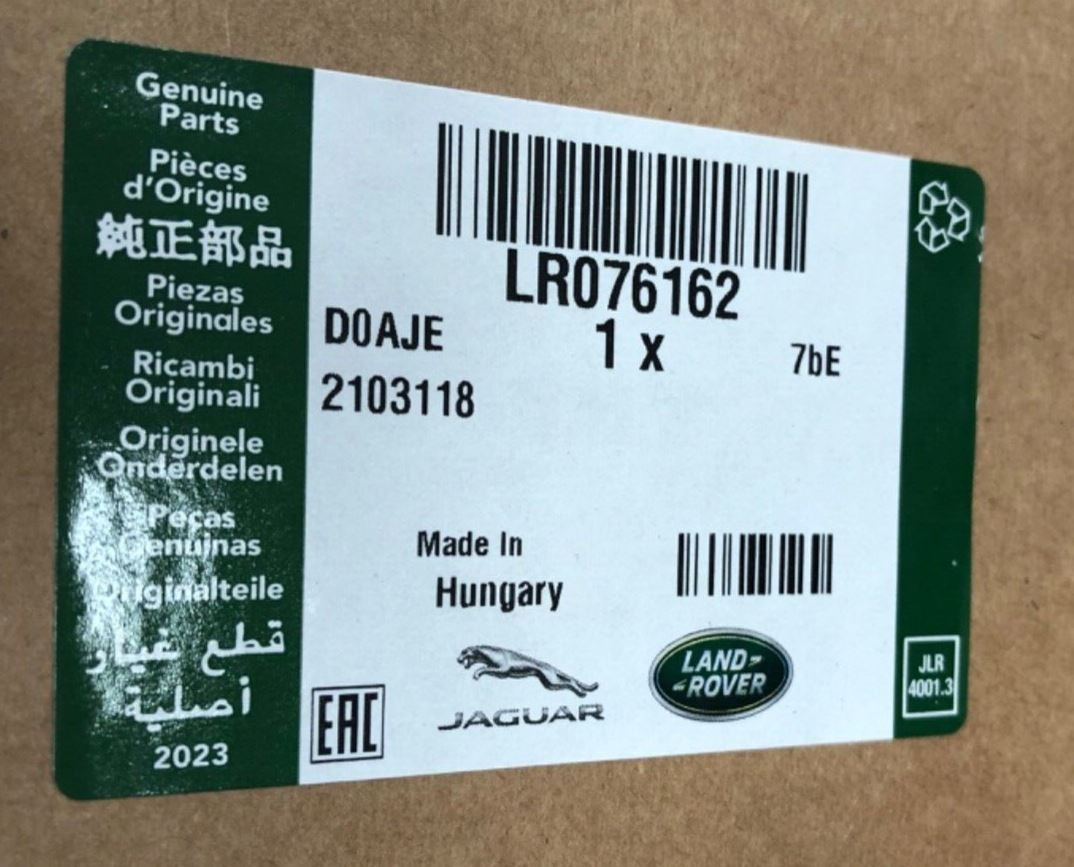 Genuine
Parts
Pièces
d'Origine
純正部品
Piezas
Originales
Ricambi
Originali
Originele
Onderdelen
Peças
Genuinas
Originalteile
قطع غيار
أصلية
2023
LR076162
D0AJE
1 x
7bE
2103118
Made In
Hungary
EAC
JAGUAR
LAND
ROVER
JLR
4001.3